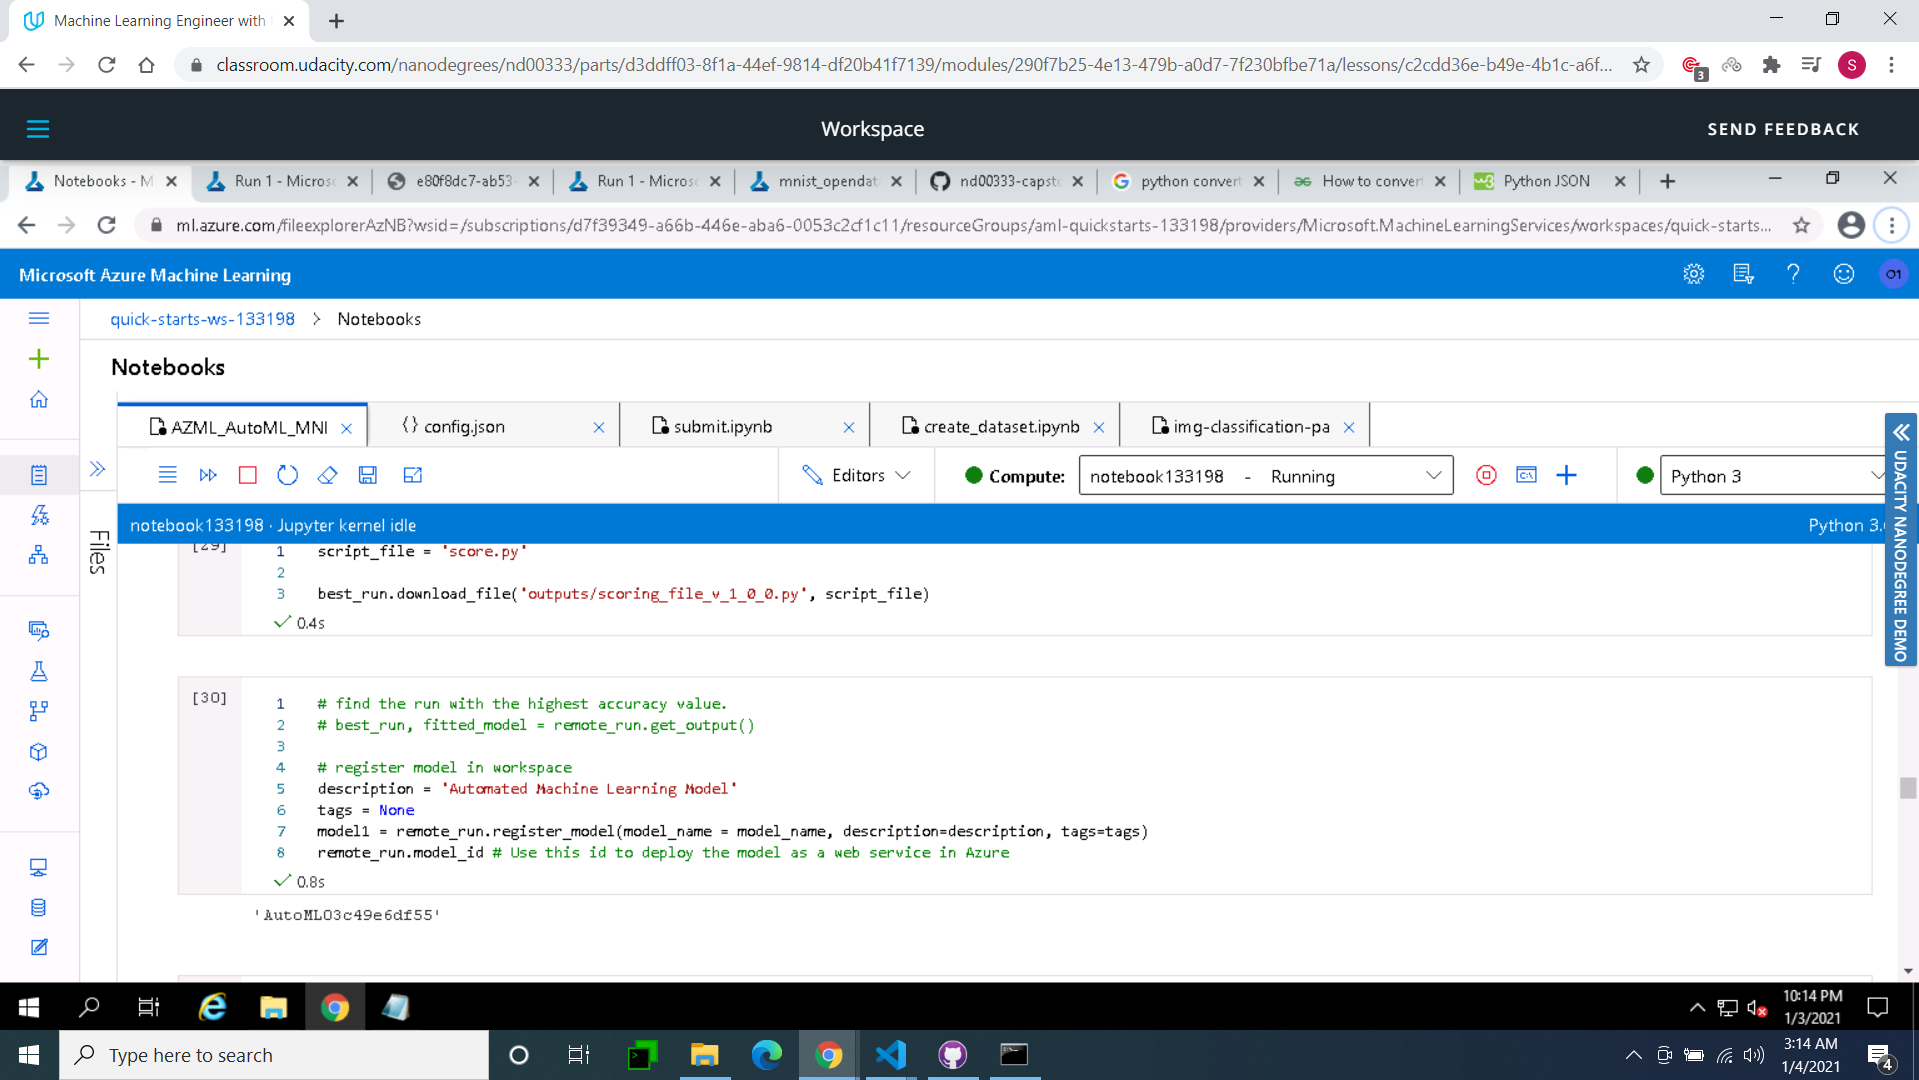 Machine Learning Engineer with
classroom.udacity.com/nanodegrees/nd00333/parts/d3ddff03-8f1a-44ef-9814-df20b41f7139/modules/290f7b25-4e13-479b-a0d7-7f230bfbe71a/lessons/c2cdd36e-b49e-4b1c-a6f...
3
S
Workspace
SEND FEEDBACK
Notebooks - M
Run 1 - Micros
e80f8dc7-ab53-
Run 1 - Micros
mnist_opendat
nd00333-capst
python convert
How to convert
Python JSON
ml.azure.com/fileexplorerAzNB?wsid=/subscriptions/d7f39349-a66b-446e-aba6-0053c2cf1c11/resourceGroups/aml-quickstarts-133198/providers/Microsoft.MachineLearningServices/workspaces/quick-starts...
Microsoft Azure Machine Learning
O1
quick-starts-ws-133198 > Notebooks
Notebooks
AZML_AutoML_MNI
{} config.json
submit.ipynb
create_dataset.ipynb
img-classification-pa
Editors
Compute:
notebook133198 - Running
Python 3
notebook133198 · Jupyter kernel idle
Python 3.
Files
UDACITY NANODEGREE DEMO
[29]
1 script_file = 'score.py'
2
3 best_run.download_file('outputs/scoring_file_v_1_0_0.py', script_file)
0.4s
[30]
1 # find the run with the highest accuracy value.
2 # best_run, fitted_model = remote_run.get_output()
3
4 # register model in workspace
5 description = 'Automated Machine Learning Model'
6 tags = None
7 model1 = remote_run.register_model(model_name = model_name, description=description, tags=tags)
8 remote_run.model_id # Use this id to deploy the model as a web service in Azure
0.8s
'AutoML03c49e6df55'
10:14 PM
1/3/2021
Type here to search
3:14 AM
1/4/2021
4